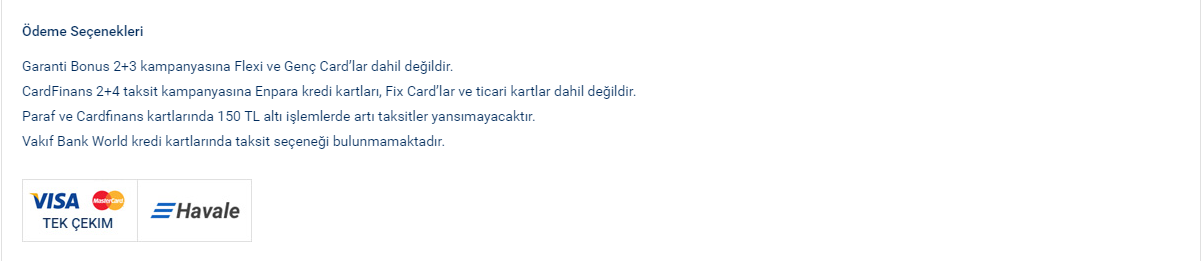 Ödeme Seçenekleri
Garanti Bonus 2+3 kampanyasına Flexi ve Genç Card’lar dahil değildir.
CardFinans 2+4 taksit kampanyasına Enpara kredi kartları, Fix Card’lar ve ticari kartlar dahil değildir.
Paraf ve Cardfinans kartlarında 150 TL altı işlemlerde artı taksitler yansımayacaktır.
Vakıf Bank World kredi kartlarında taksit seçeneği bulunmamaktadır.
VISA MasterCard
TEK ÇEKIM
Havale